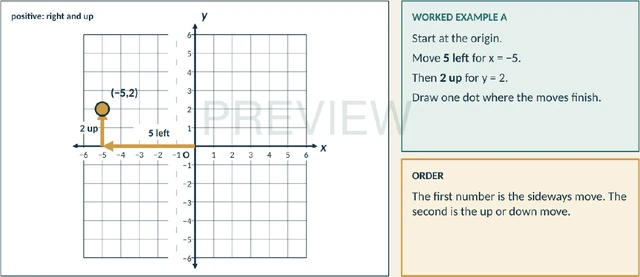 positive: right and up
y
6
5
4
3
2
1
(−5,2)
2 up
5 left
−6 −5 −4 −3 −2 −1 O 1 2 3 4 5 6 x
−1
−2
−3
−4
−5
−6
PREVIEW
WORKED EXAMPLE A
Start at the origin.
Move 5 left for x = −5.
Then 2 up for y = 2.
Draw one dot where the moves finish.
ORDER
The first number is the sideways move. The
second is the up or down move.